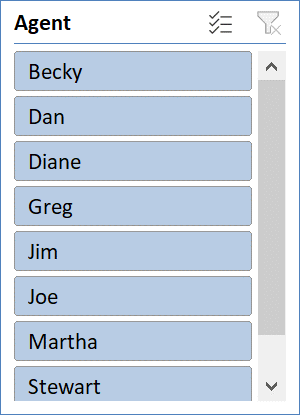 Agent
Becky
Dan
Diane
Greg
Jim
Joe
Martha
Stewart